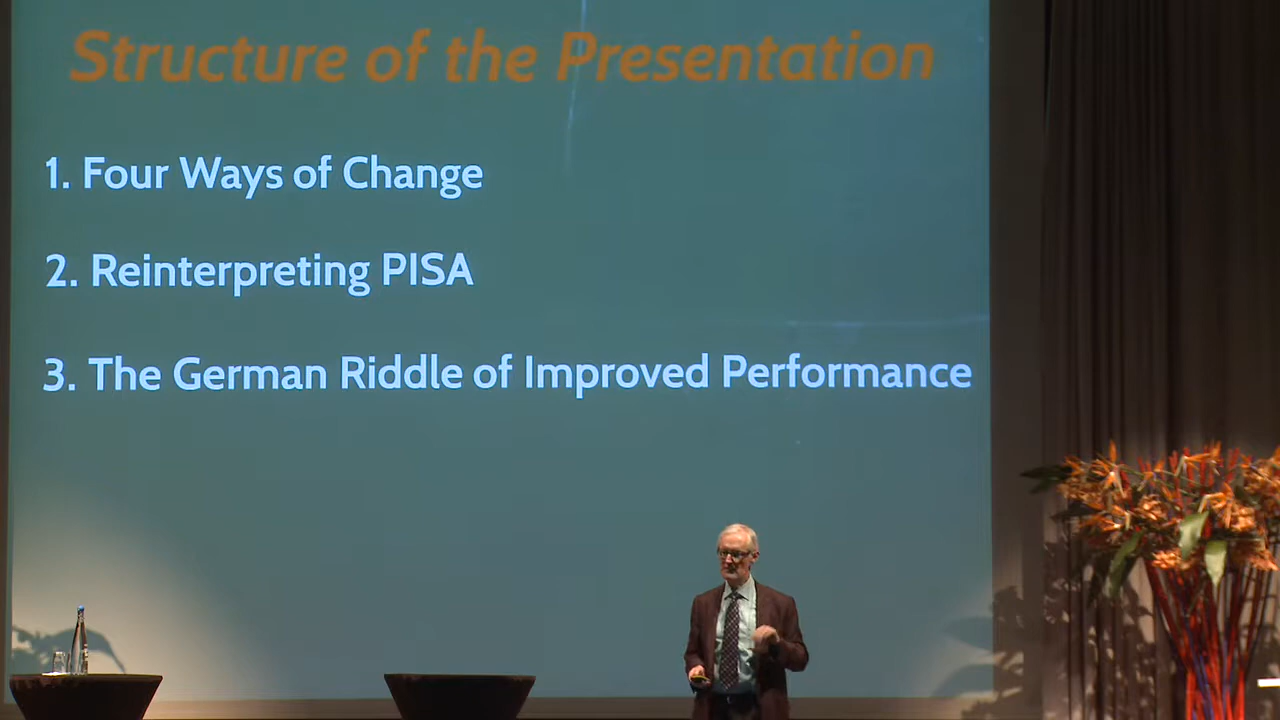 Structure of the Presentation
1. Four Ways of Change
2. Reinterpreting PISA
3. The German Riddle of Improved Performance